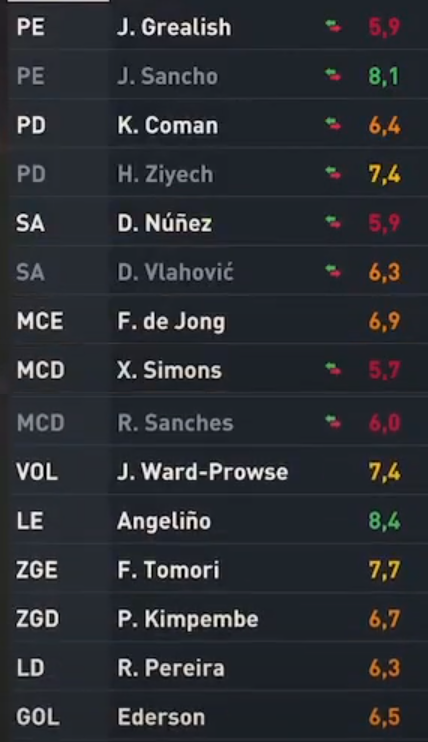 PE J. Grealish 5,9
PE J. Sancho 8,1
PD K. Coman 6,4
PD H. Ziyech 7,4
SA D. Núñez 5,9
SA D. Vlahović 6,3
MCE F. de Jong 6,9
MCD X. Simons 5,7
MCD R. Sanches 6,0
VOL J. Ward-Prowse 7,4
LE Angeliño 8,4
ZGE F. Tomori 7,7
ZGD P. Kimpembe 6,7
LD R. Pereira 6,3
GOL Ederson 6,5